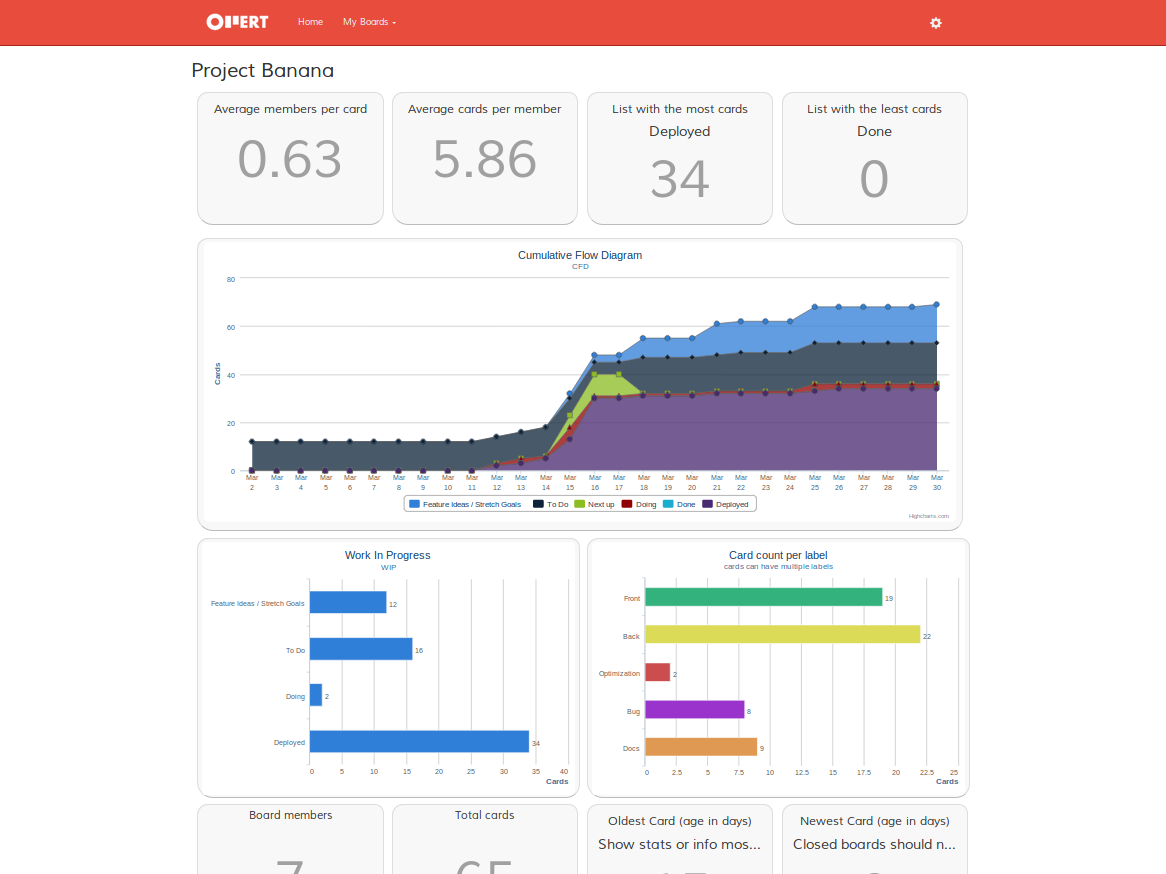 OPERT Home My Boards
Project Banana
Average members per card
0.63
Average cards per member
5.86
List with the most cards
Deployed
34
List with the least cards
Done
0
Cumulative Flow Diagram
CFD
80
60
40
20
0
Cards
Mar 2 Mar 3 Mar 4 Mar 5 Mar 6 Mar 7 Mar 8 Mar 9 Mar 10 Mar 11 Mar 12 Mar 13 Mar 14 Mar 15 Mar 16 Mar 17 Mar 18 Mar 19 Mar 20 Mar 21 Mar 22 Mar 23 Mar 24 Mar 25 Mar 26 Mar 27 Mar 28 Mar 29 Mar 30
Feature Ideas / Stretch Goals To Do Next up Doing Done Deployed
Highcharts.com
Work In Progress
WIP
Feature Ideas / Stretch Goals 12
To Do 16
Doing 2
Deployed 34
0 5 10 15 20 25 30 35 40
Cards
Card count per label
cards can have multiple labels
Front 19
Back 22
Optimization 2
Bug 8
Docs 9
0 2.5 5 7.5 10 12.5 15 17.5 20 22.5 25
Cards
Board members
7
Total cards
65
Oldest Card (age in days)
Show stats or info mos...
Newest Card (age in days)
Closed boards should n...